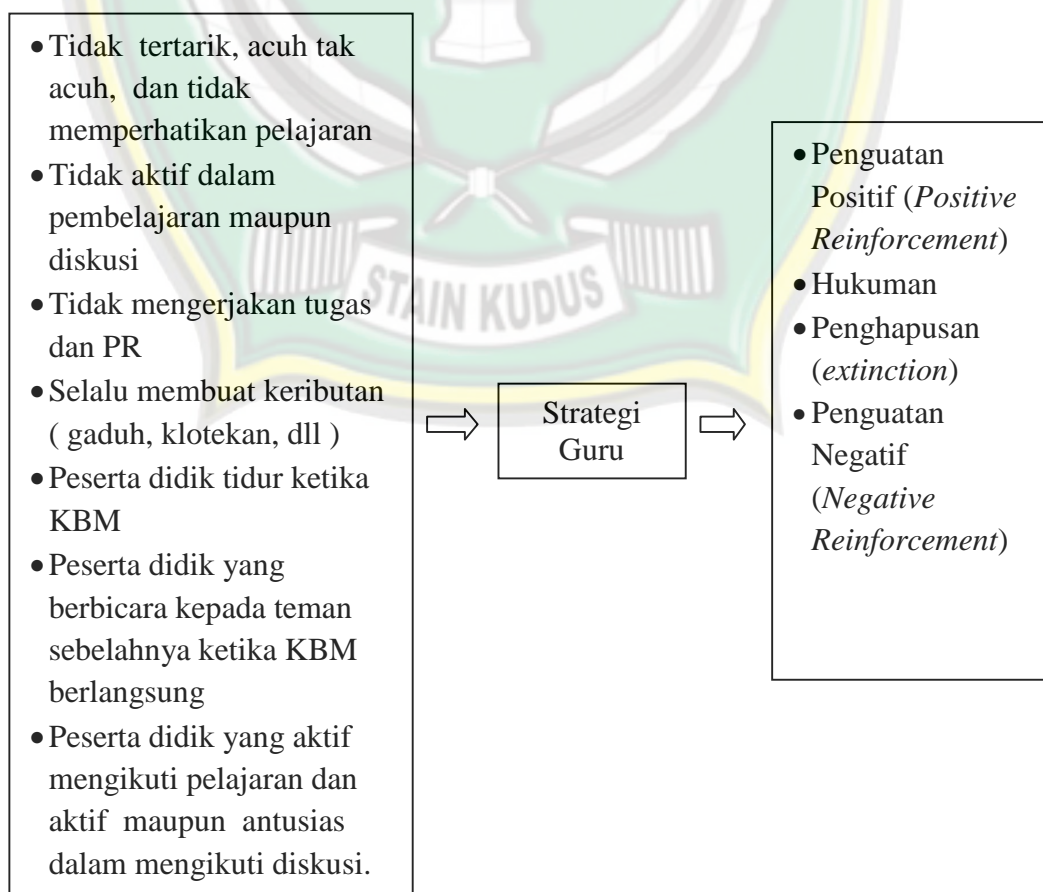 • Tidak tertarik, acuh tak
acuh, dan tidak
memperhatikan pelajaran
• Tidak aktif dalam
pembelajaran maupun
diskusi
• Tidak mengerjakan tugas
dan PR
• Selalu membuat keributan
( gaduh, klotekan, dll )
• Peserta didik tidur ketika
KBM
• Peserta didik yang
berbicara kepada teman
sebelahnya ketika KBM
berlangsung
• Peserta didik yang aktif
mengikuti pelajaran dan
aktif maupun antusias
dalam mengikuti diskusi.
Strategi
Guru
• Penguatan
Positif (Positive
Reinforcement)
• Hukuman
• Penghapusan
(extinction)
• Penguatan
Negatif
(Negative
Reinforcement)
STAIN KUDUS